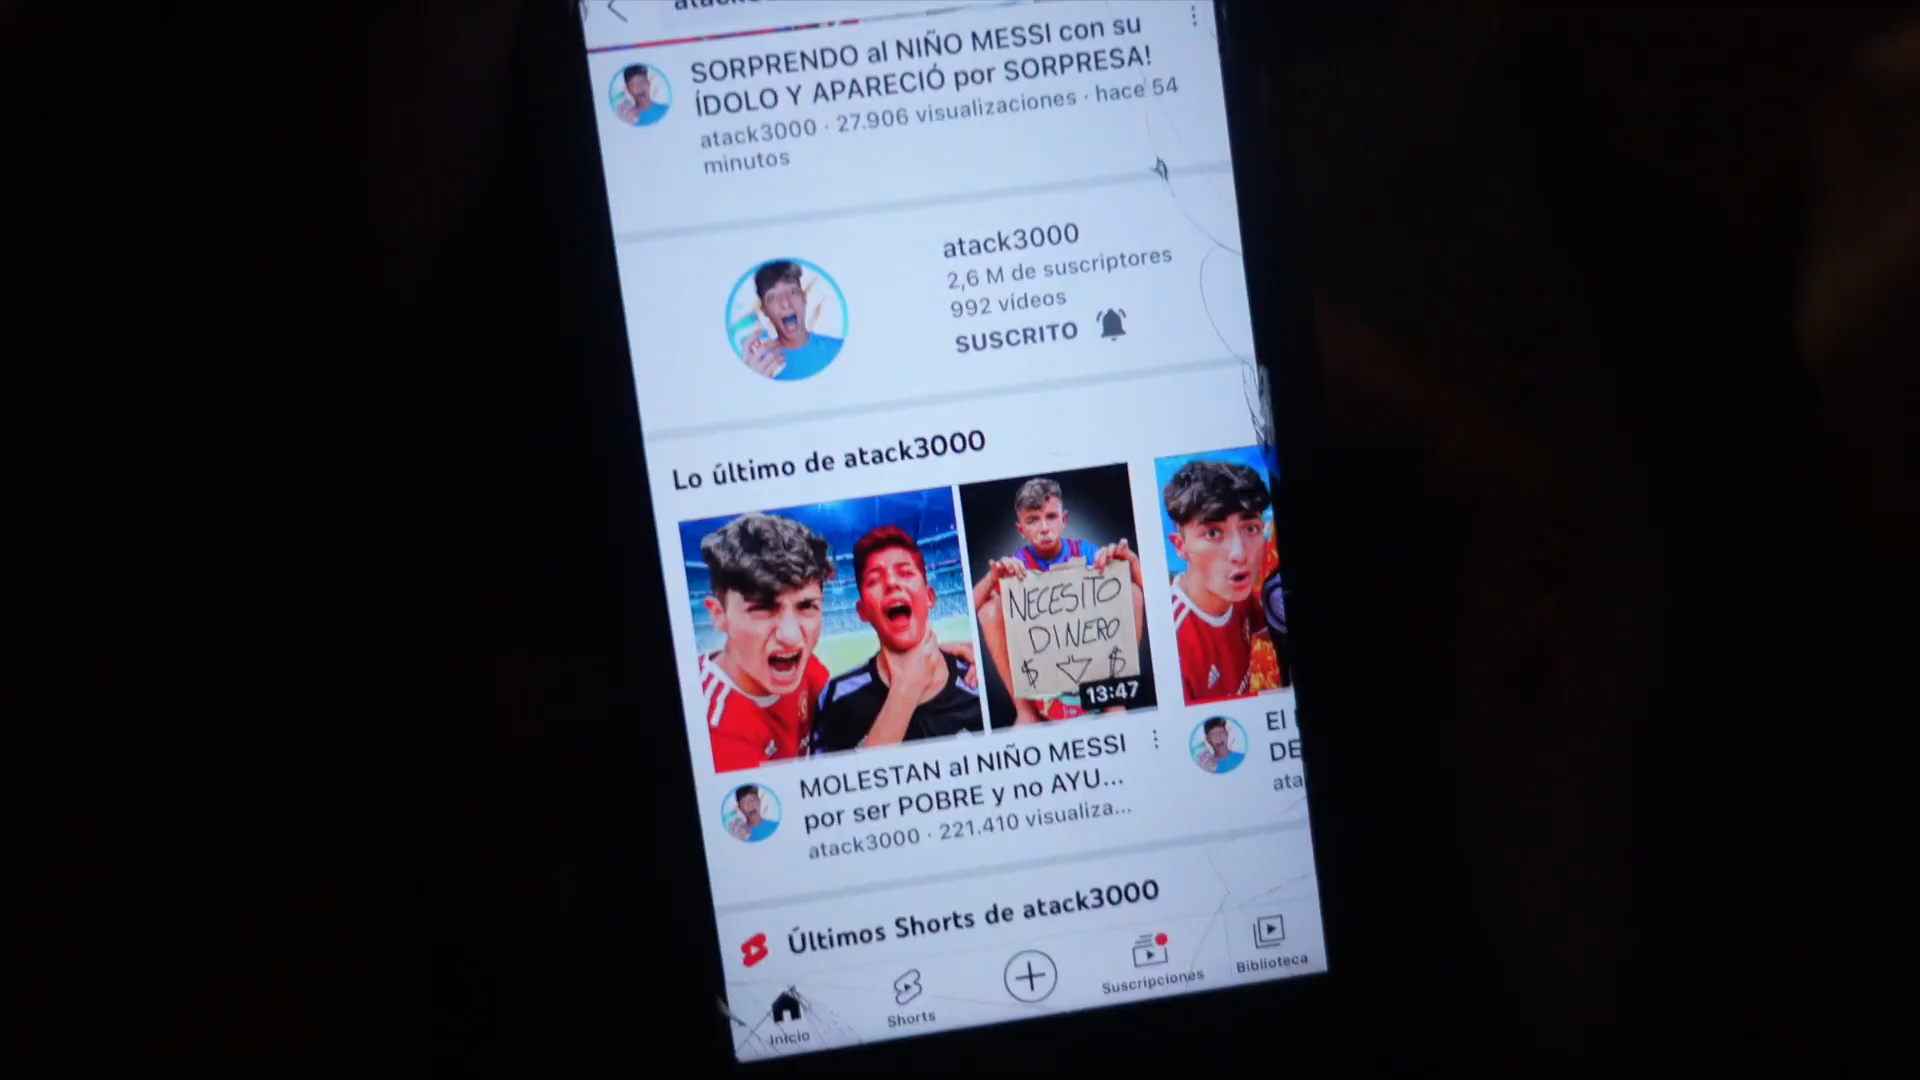 SORPRENDO al NIÑO MESSI con su
ÍDOLO Y APARECIÓ por SORPRESA!
atack3000 · 27.906 visualizaciones · hace 54
minutos
atack3000
2,6 M de suscriptores
992 vídeos
SUSCRITO
Lo último de atack3000
NECESITO
DINERO
$ $
13:47
MOLESTAN al NIÑO MESSI
por ser POBRE y no AYU...
atack3000 · 221.410 visualiza...
El
DE
ata
Últimos Shorts de atack3000
Inicio
Shorts
Suscripciones
Biblioteca